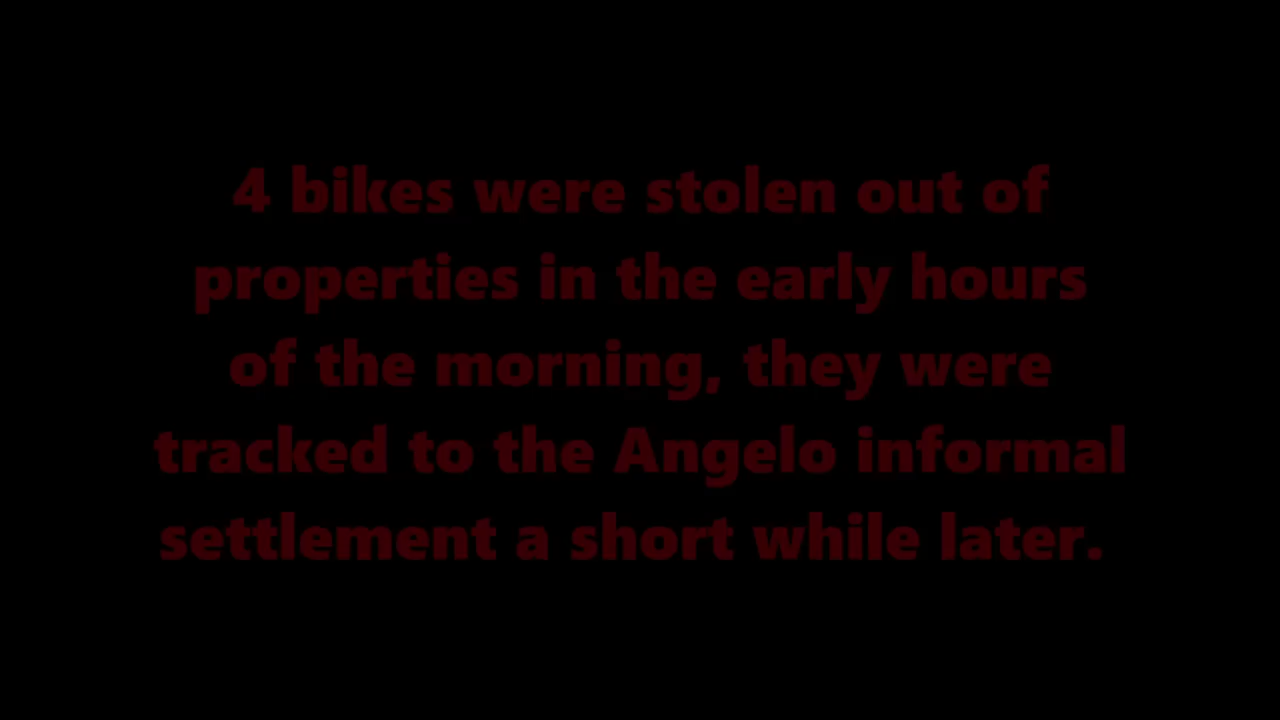 4 bikes were stolen out of
properties in the early hours
of the morning, they were
tracked to the Angelo informal
settlement a short while later.